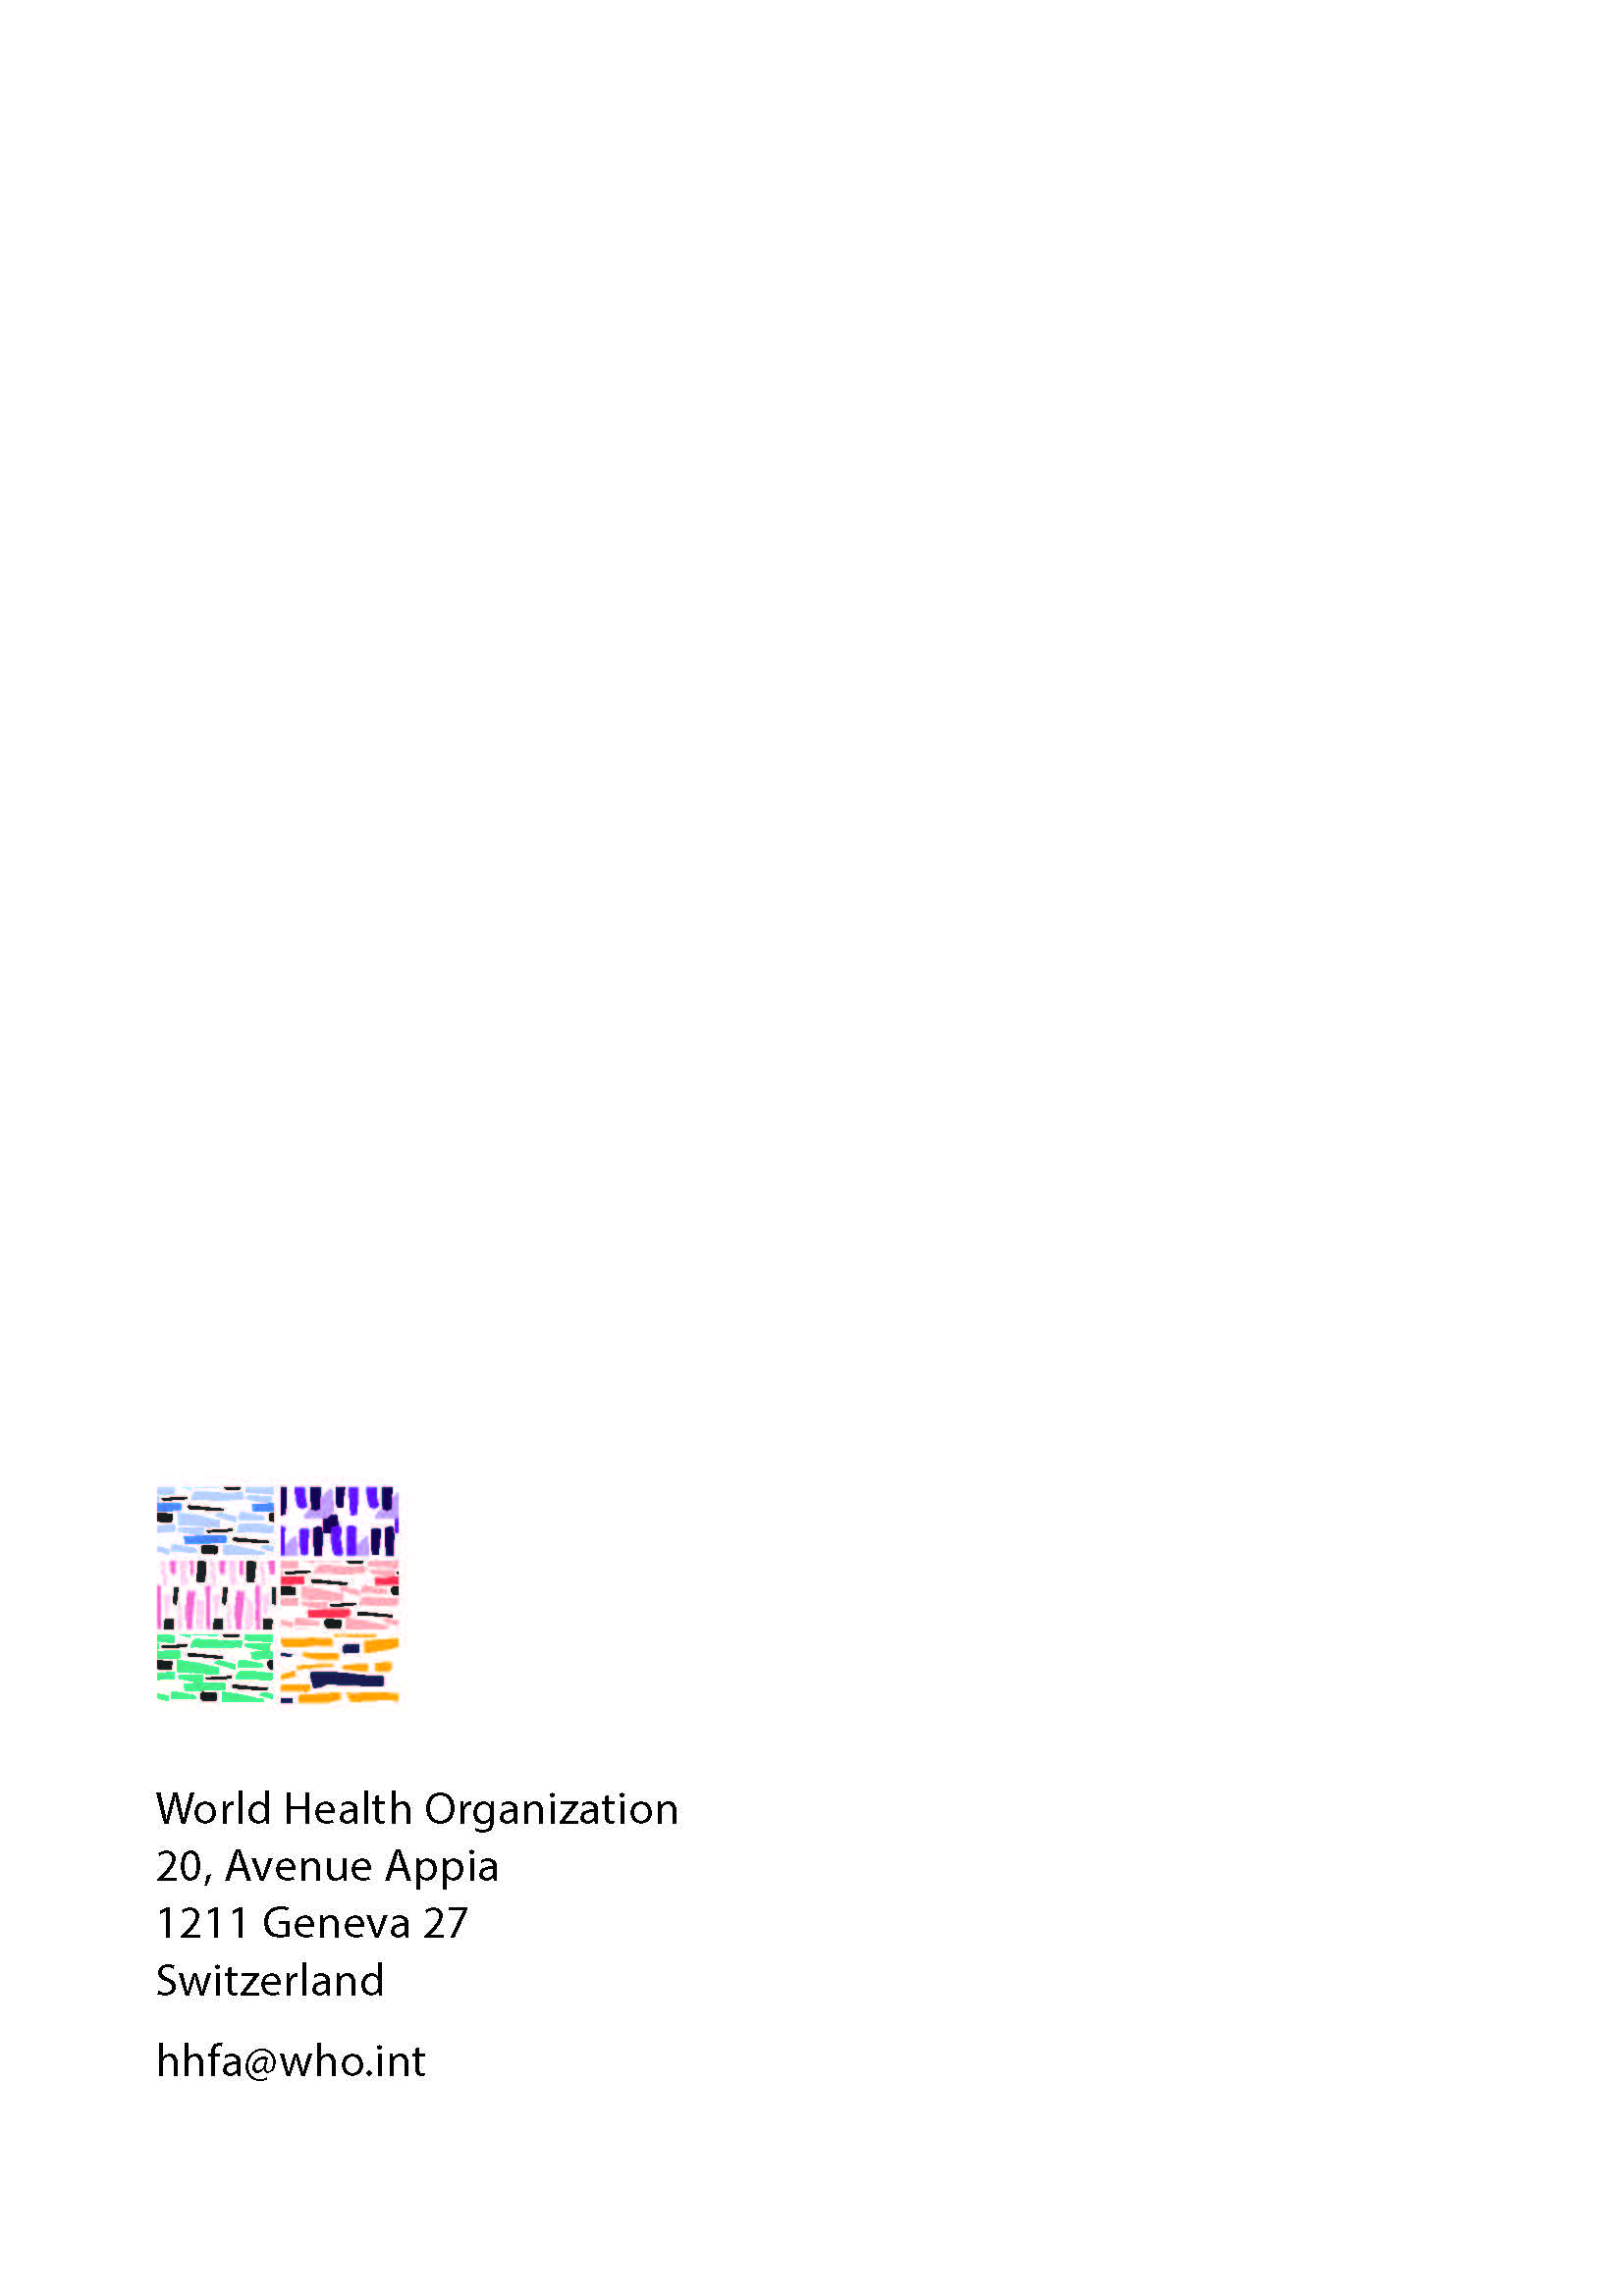 World Health Organization
20, Avenue Appia
1211 Geneva 27
Switzerland
hhfa@who.int